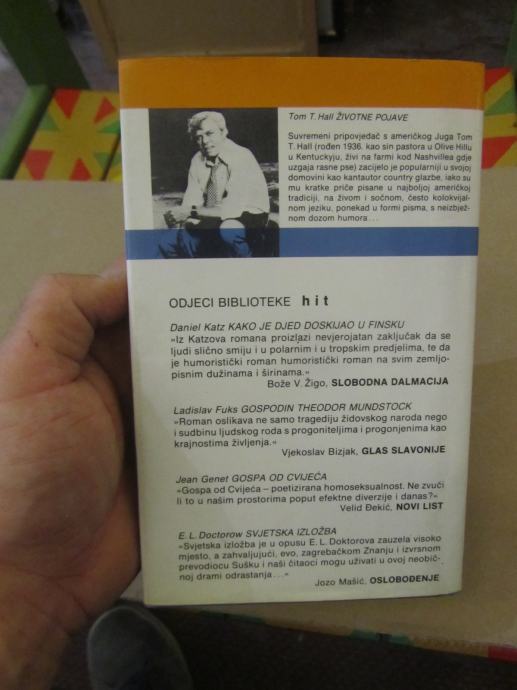 Tom T. Hall ŽIVOTNE POJAVE
Suvremeni pripovjedač s američkog Juga Tom
T. Hall (rođen 1936. kao sin pastora u Olive Hillu
u Kentuckyju, živi na farmi kod Nashvillea gdje
uzgaja rasne pse) zacijelo je popularniji u svojoj
domovini kao kantautor country glazbe, iako su
mu kratke priče pisane u najboljoj američkoj
tradiciji, na živom i sočnom, često kolokvijal-
nom jeziku, ponekad u formi pisma, s neizbjež-
nom dozom humora...
ODJECI BIBLIOTEKE hit
Daniel Katz KAKO JE DJED DOSKIJAO U FINSKU
»Iz Katzova romana proizlazi nevjerojatan zaključak da se
ljudi slično smiju i u polarnim i u tropskim predjelima, te da
je humoristički roman humoristički roman na svim zemljo-
pisnim dužinama i širinama.«
Bože V. Žigo, SLOBODNA DALMACIJA
Ladislav Fuks GOSPODIN THEODOR MUNDSTOCK
»Roman oslikava ne samo tragediju židovskog naroda nego
i sudbinu ljudskog roda s progoniteljima i progonjenima kao
krajnostima življenja.«
Vjekoslav Bizjak, GLAS SLAVONIJE
Jean Genet GOSPA OD CVIJEĆA
»Gospa od Cvijeća – poetizirana homoseksualnost. Ne zvuči
li to u našim prostorima poput efektne diverzije i danas?«
Velid Đekić, NOVI LIST
E. L. Doctorow SVJETSKA IZLOŽBA
»Svjetska izložba je u opusu E. L. Doktorova zauzela visoko
mjesto, a zahvaljujući, evo, zagrebačkom Znanju i izvrsnom
prevodiocu Sušku i naši čitaoci mogu uživati u ovoj neobič-
noj drami odrastanja...«
Jozo Mašić, OSLOBOĐENJE